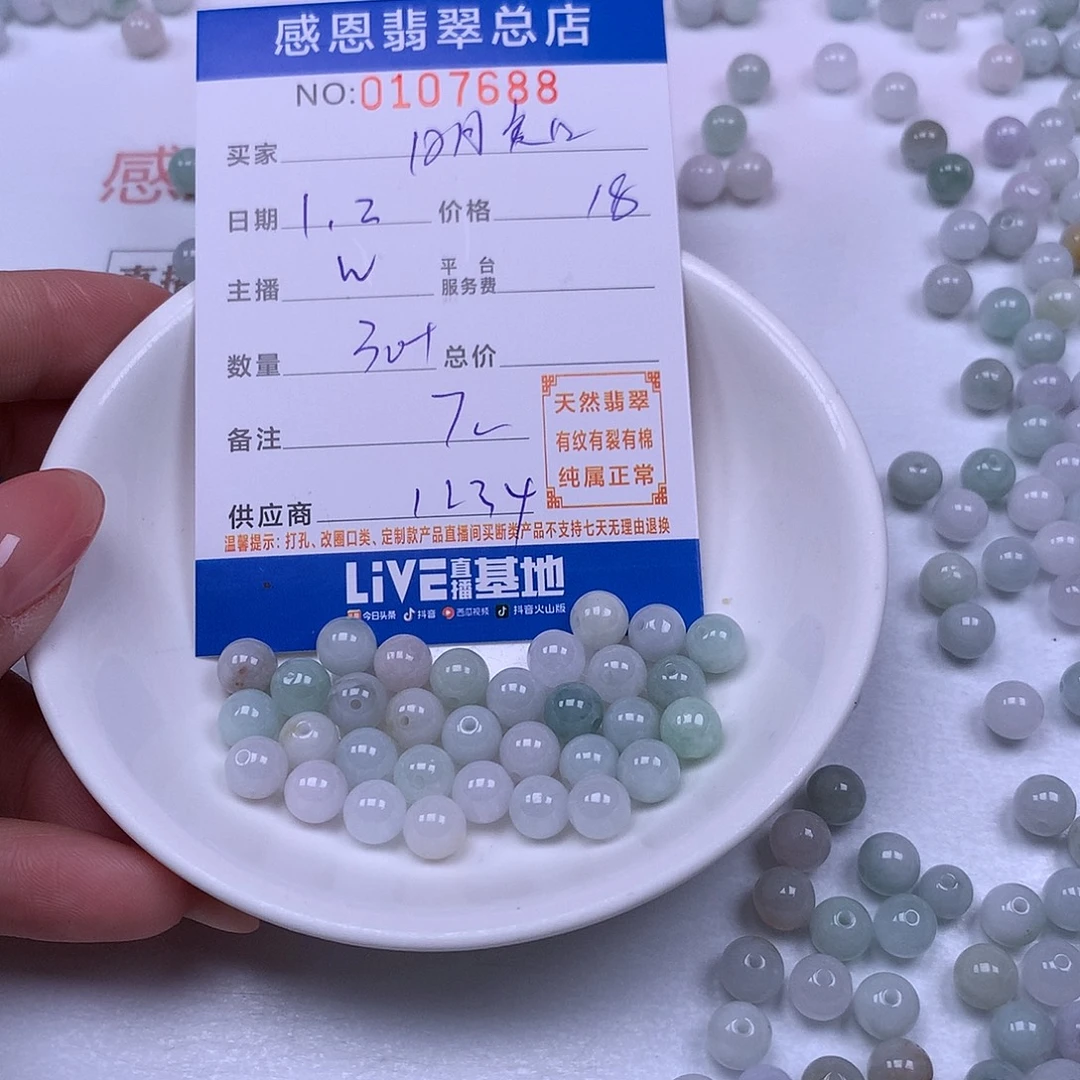 感恩翡翠总店
NO:0107688
买家
日期 1.2 价格 18
主播 W 平台服务费
数量 30 总价
备注 7
天然翡翠
有纹有裂有棉
纯属正常
供应商 1234
温馨提示：打孔、改圈口类、定制款产品直播间买断类产品不支持七天无理由退换
LiVE直播基地
今日头条 抖音 西瓜视频 抖音火山版
感
直播